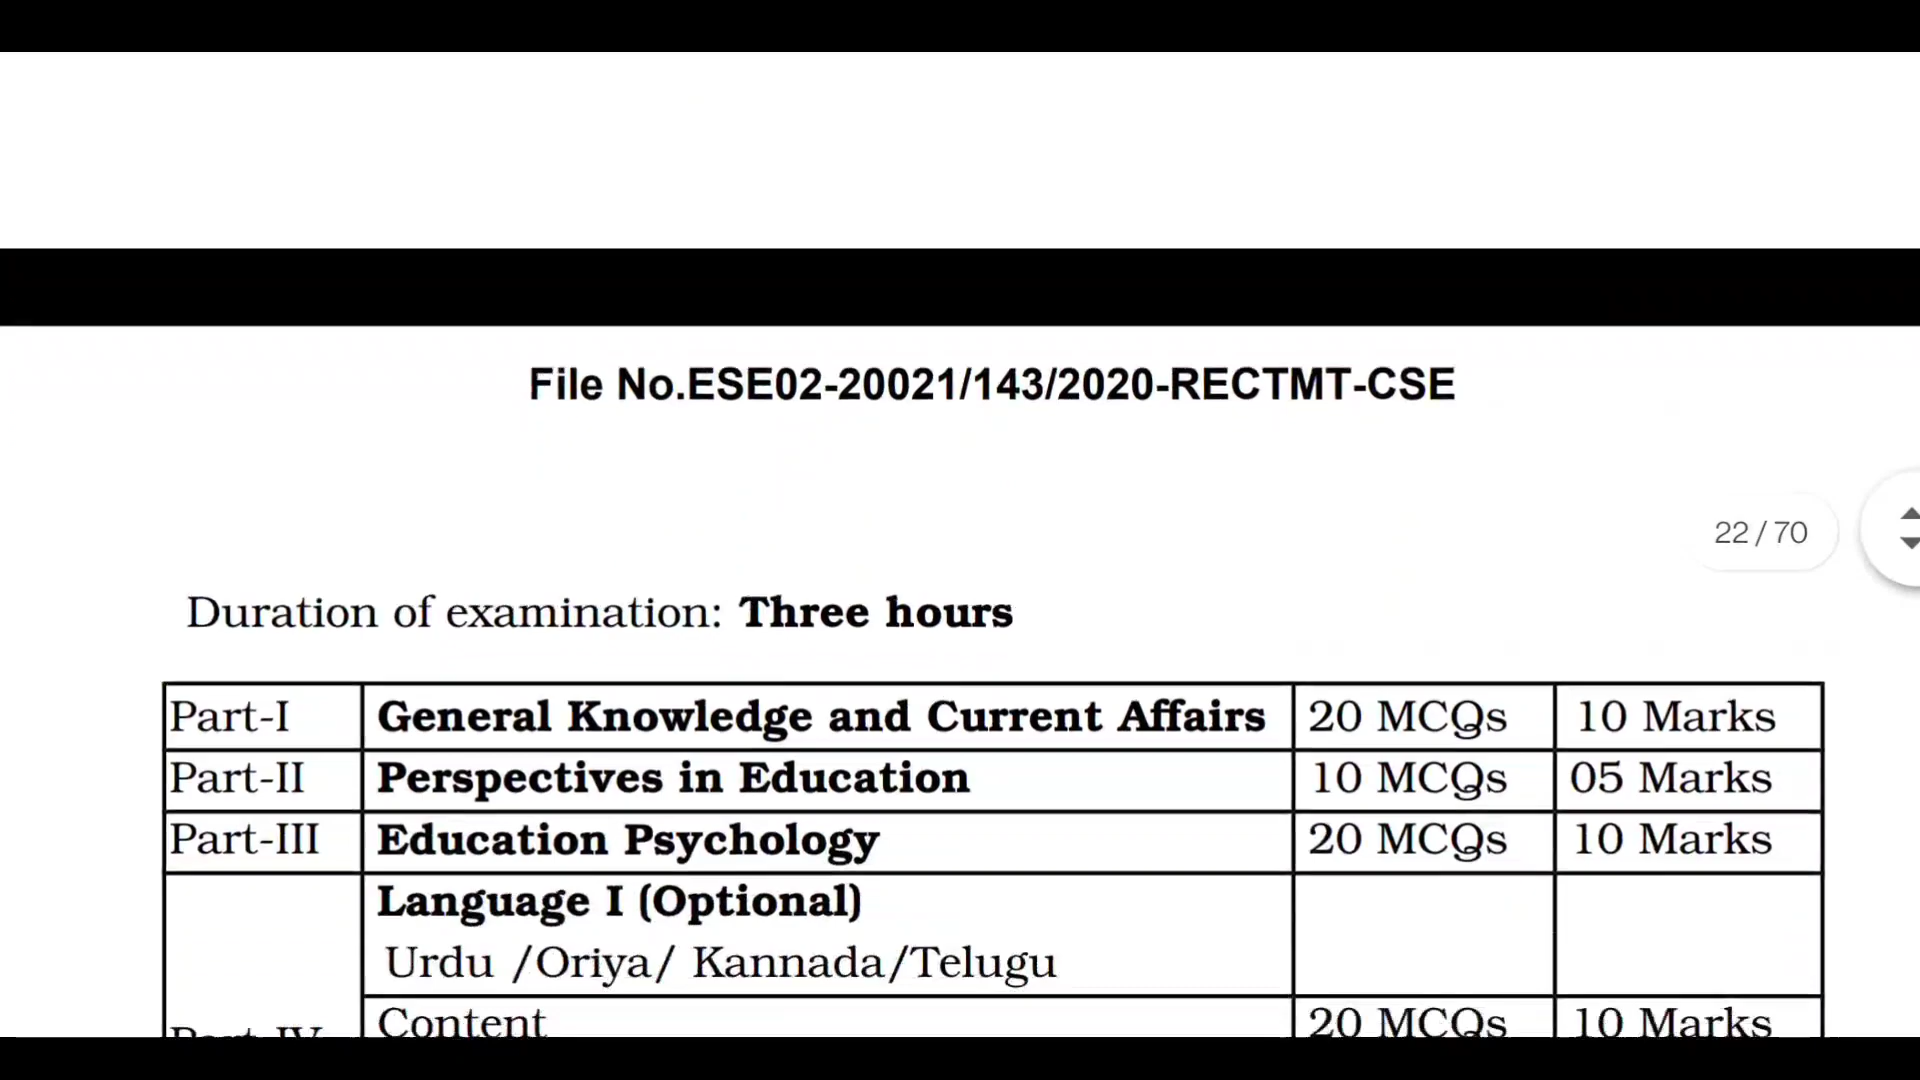 File No.ESE02-20021/143/2020-RECTMT-CSE
22 / 70
Duration of examination: Three hours
Part-I General Knowledge and Current Affairs 20 MCQs 10 Marks
Part-II Perspectives in Education 10 MCQs 05 Marks
Part-III Education Psychology 20 MCQs 10 Marks
Language I (Optional)
Urdu /Oriya/ Kannada/Telugu
Part-IV Content 20 MCQs 10 Marks